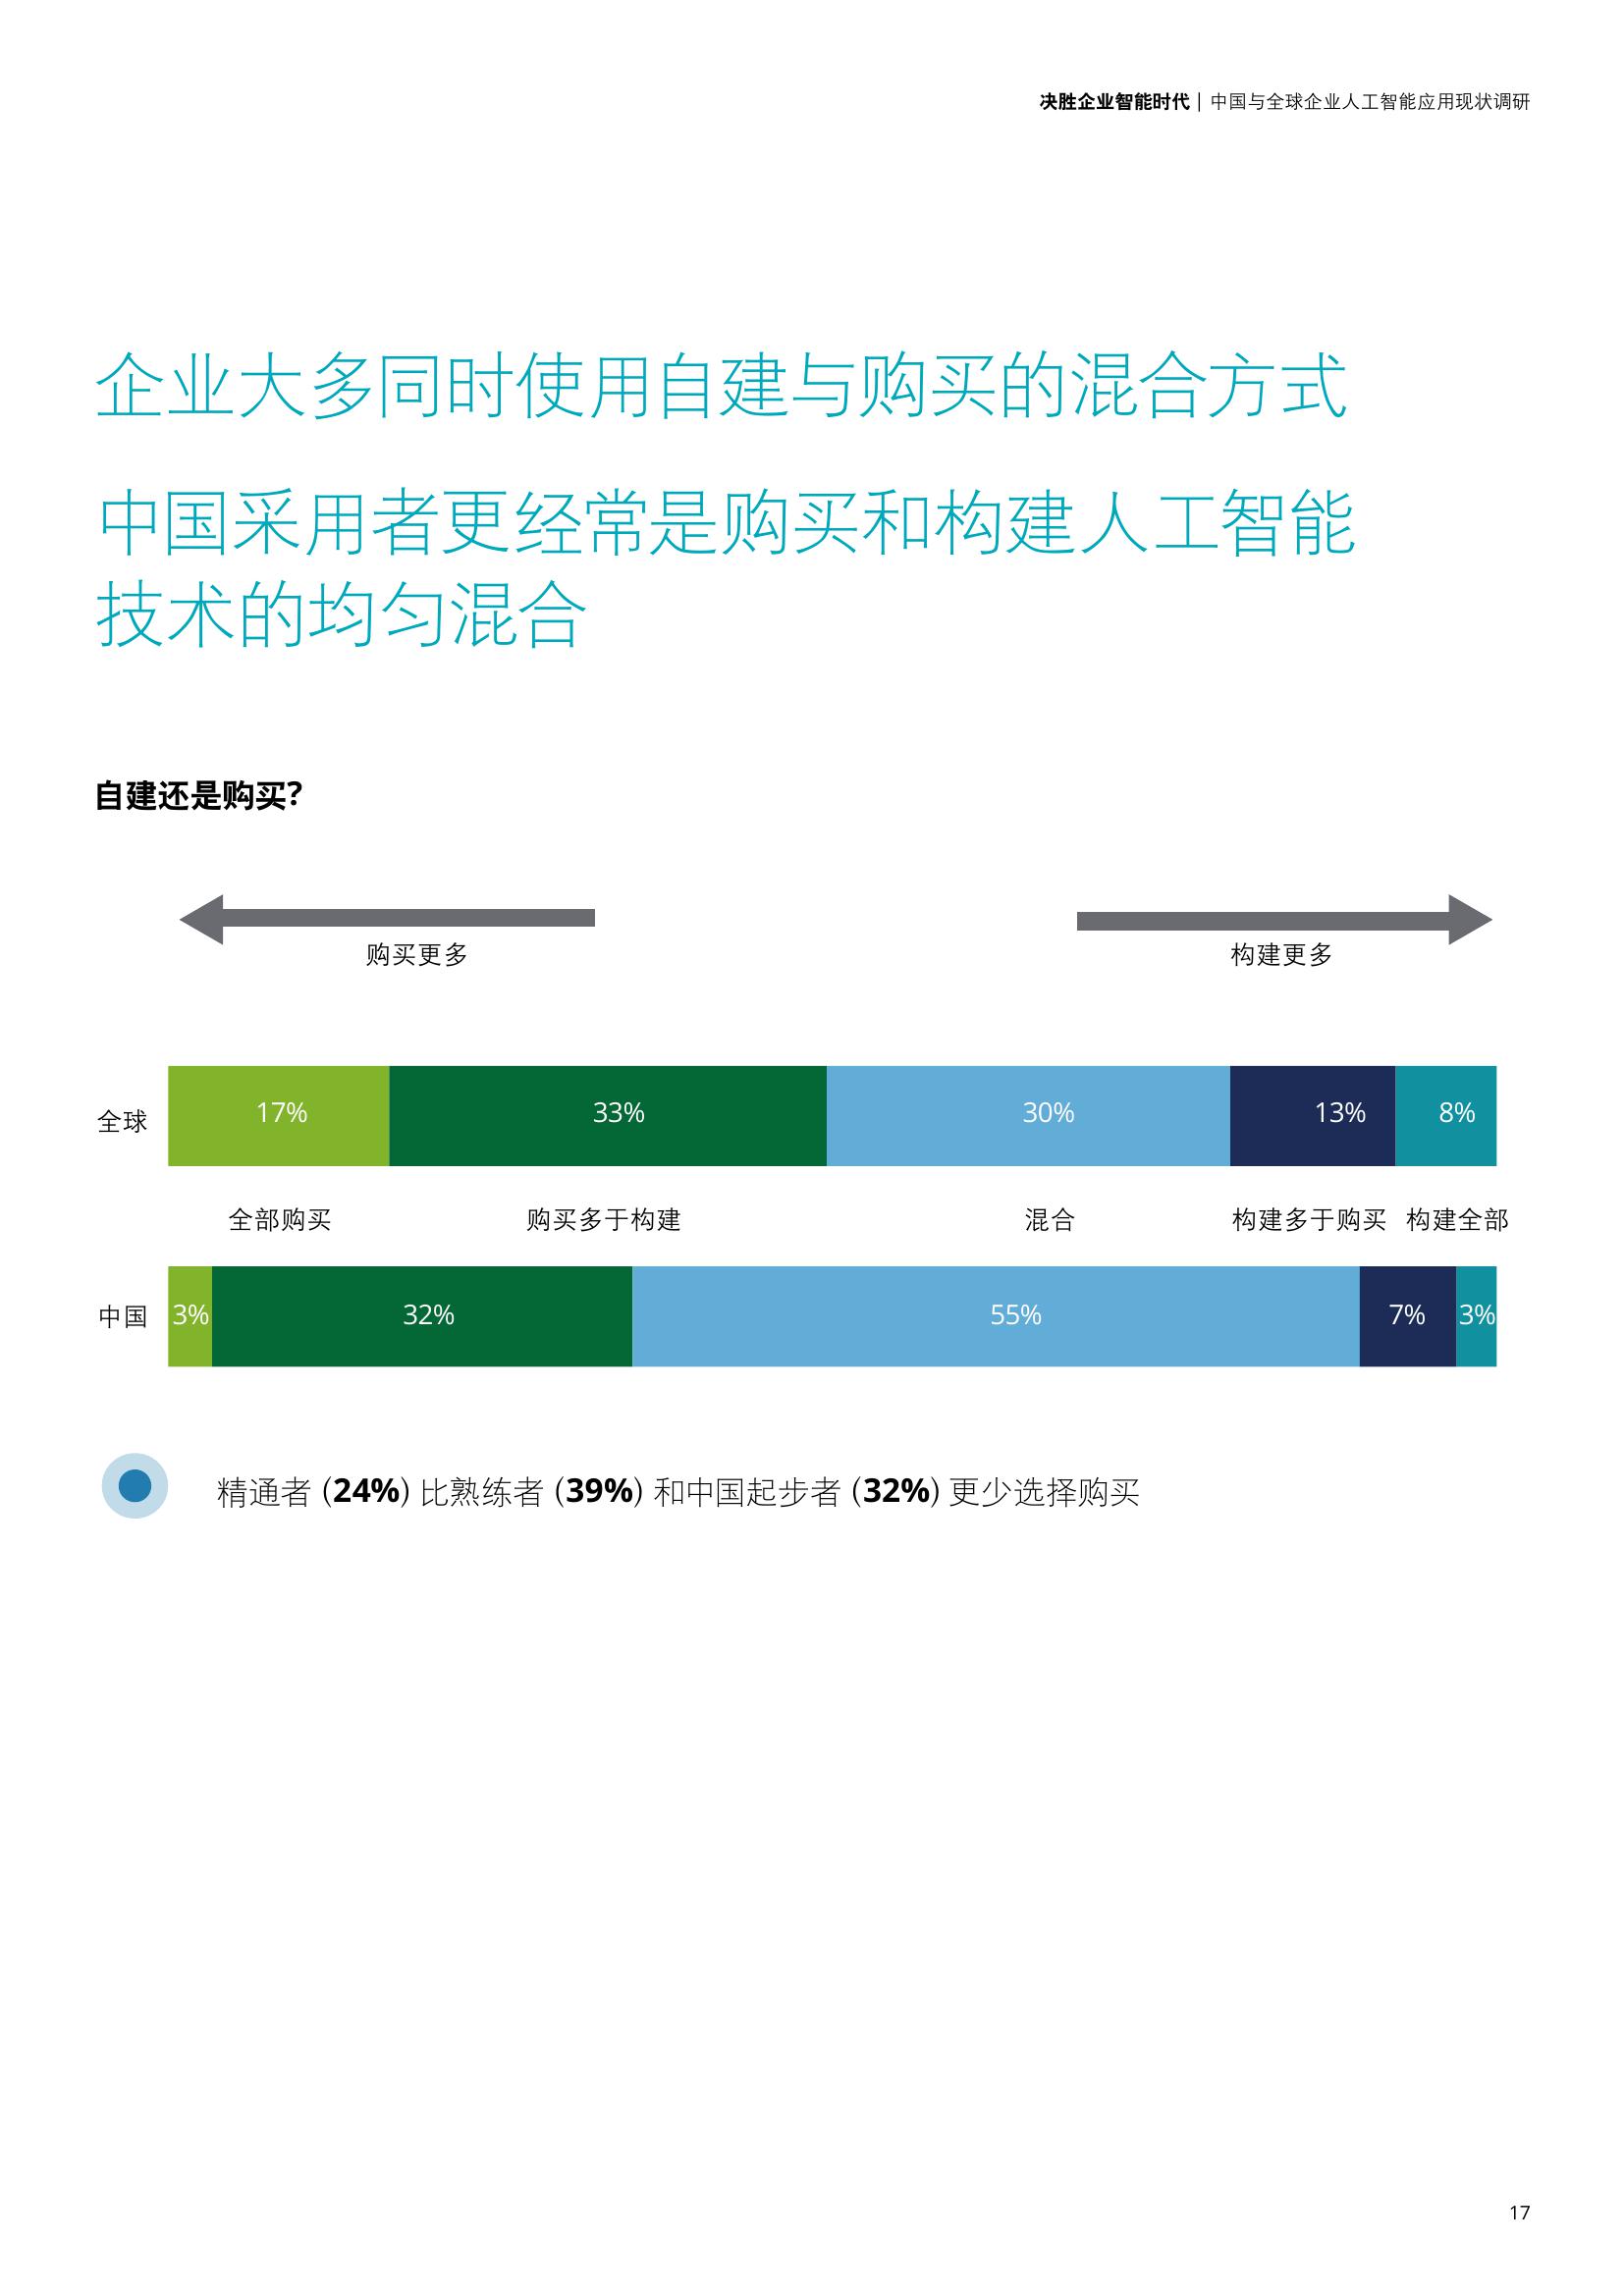 决胜企业智能时代 | 中国与全球企业人工智能应用现状调研
企业大多同时使用自建与购买的混合方式
中国采用者更经常是购买和构建人工智能
技术的均匀混合
自建还是购买?
购买更多
构建更多
全球
17%
33%
30%
13%
8%
全部购买
购买多于构建
混合
构建多于购买
构建全部
中国
3%
32%
55%
7%
3%
精通者 (24%) 比熟练者 (39%) 和中国起步者 (32%) 更少选择购买
17